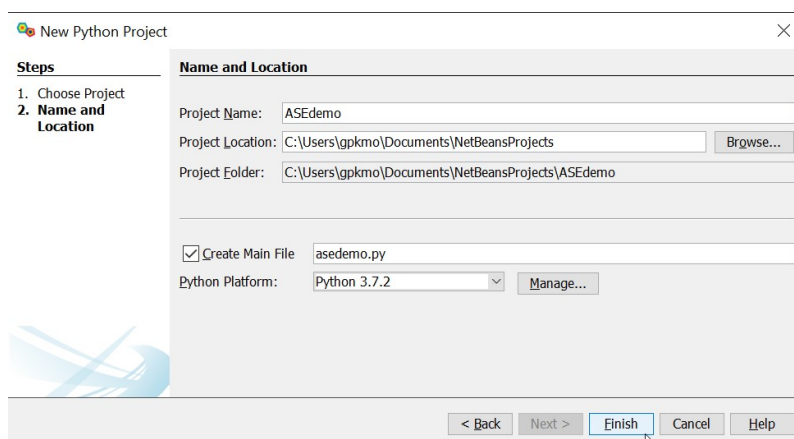 New Python Project
Steps
1. Choose Project
2. Name and
Location
Name and Location
Project Name: ASEdemo
Project Location: C:\Users\gpkmo\Documents\NetBeansProjects Browse...
Project Folder: C:\Users\gpkmo\Documents\NetBeansProjects\ASEdemo
Create Main File asedemo.py
Python Platform: Python 3.7.2 Manage...
< Back Next > Finish Cancel Help